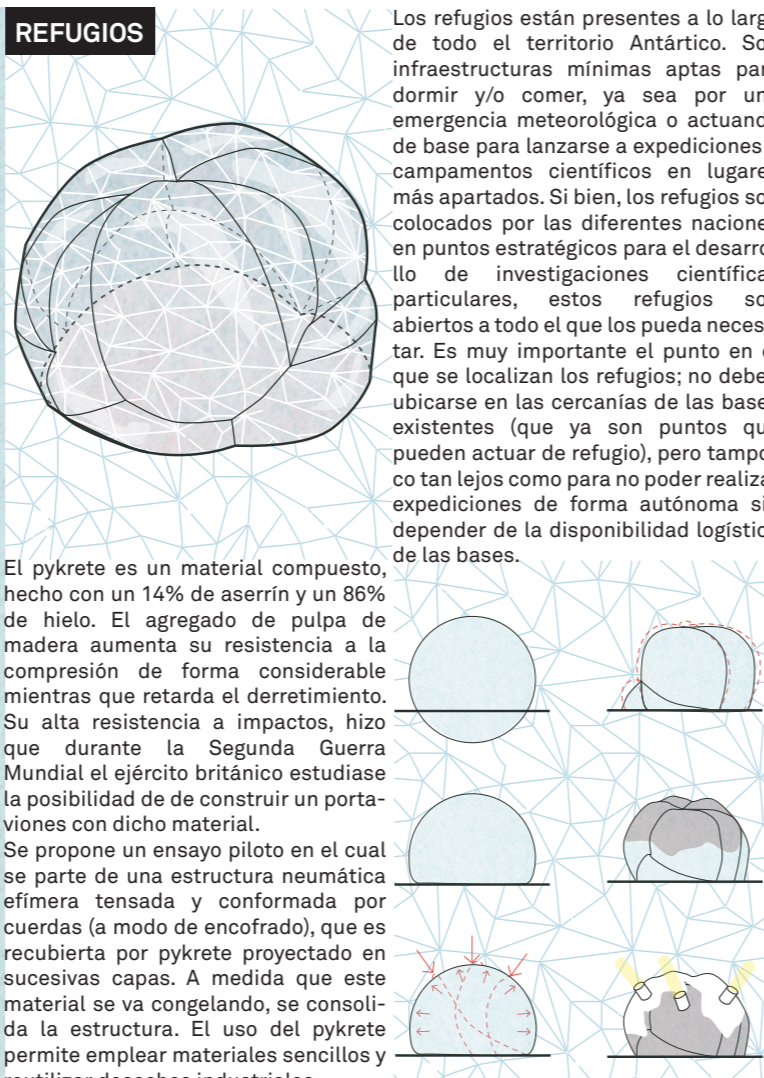 REFUGIOS
Los refugios están presentes a lo larg
de todo el territorio Antártico. So
infraestructuras mínimas aptas par
dormir y/o comer, ya sea por un
emergencia meteorológica o actuand
de base para lanzarse a expediciones
campamentos científicos en lugare
más apartados. Si bien, los refugios so
colocados por las diferentes nacione
en puntos estratégicos para el desarro
llo de investigaciones científica
particulares, estos refugios so
abiertos a todo el que los pueda neces
tar. Es muy importante el punto en e
que se localizan los refugios; no debe
ubicarse en las cercanías de las base
existentes (que ya son puntos qu
pueden actuar de refugio), pero tampo
co tan lejos como para no poder realiza
expediciones de forma autónoma si
depender de la disponibilidad logístic
de las bases.
El pykrete es un material compuesto,
hecho con un 14% de aserrín y un 86%
de hielo. El agregado de pulpa de
madera aumenta su resistencia a la
compresión de forma considerable
mientras que retarda el derretimiento.
Su alta resistencia a impactos, hizo
que durante la Segunda Guerra
Mundial el ejército británico estudiase
la posibilidad de de construir un porta-
viones con dicho material.
Se propone un ensayo piloto en el cual
se parte de una estructura neumática
efímera tensada y conformada por
cuerdas (a modo de encofrado), que es
recubierta por pykrete proyectado en
sucesivas capas. A medida que este
material se va congelando, se consoli-
da la estructura. El uso del pykrete
permite emplear materiales sencillos y
reutilizar desechos industriales.